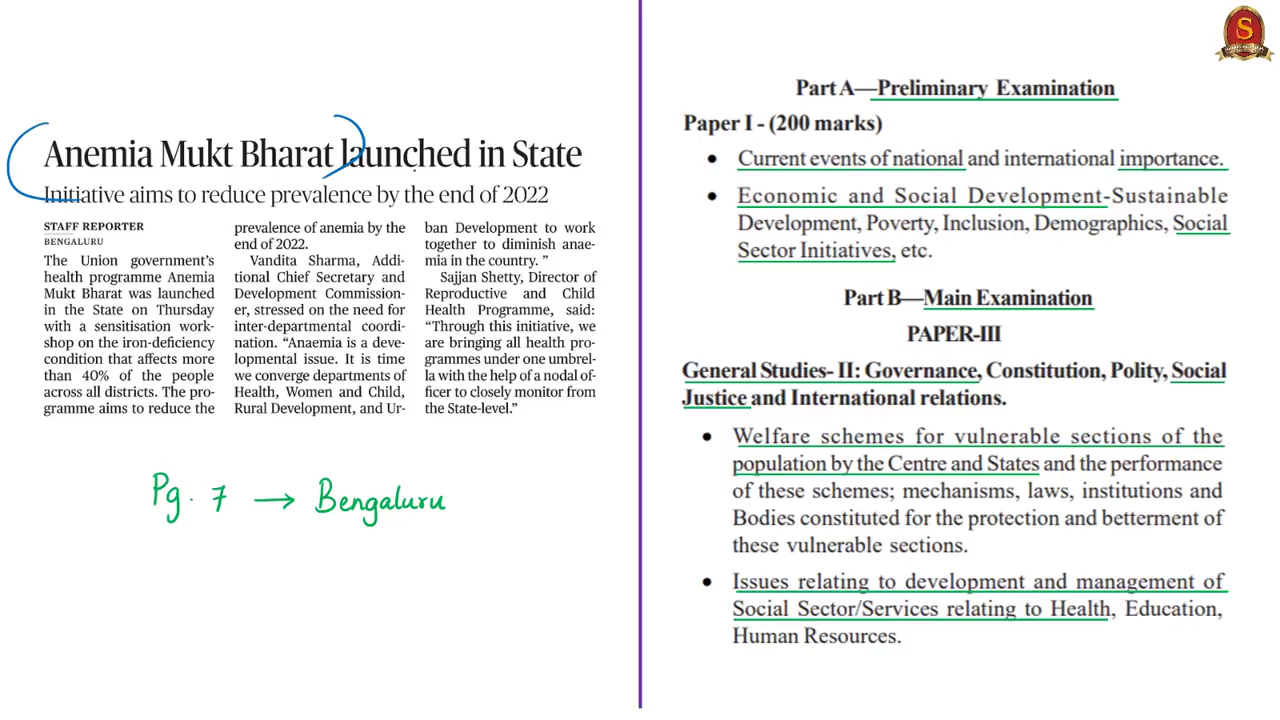 Anemia Mukt Bharat launched in State
Initiative aims to reduce prevalence by the end of 2022
STAFF REPORTER
BENGALURU
The Union government's
health programme Anemia
Mukt Bharat was launched
in the State on Thursday
with a sensitisation work-
shop on the iron-deficiency
condition that affects more
than 40% of the people
across all districts. The pro-
gramme aims to reduce the
prevalence of anemia by the
end of 2022.
Vandita Sharma, Addi-
tional Chief Secretary and
Development Commission-
er, stressed on the need for
inter-departmental coordi-
nation. “Anaemia is a deve-
lopmental issue. It is time
we converge departments of
Health, Women and Child,
Rural Development, and Ur-
ban Development to work
together to diminish anae-
mia in the country. ”
Sajjan Shetty, Director of
Reproductive and Child
Health Programme, said:
“Through this initiative, we
are bringing all health pro-
grammes under one umbrel-
la with the help of a nodal of-
ficer to closely monitor from
the State-level.”
Pg. 7 → Bengaluru
S
Part A—Preliminary Examination
Paper I - (200 marks)
• Current events of national and international importance.
• Economic and Social Development-Sustainable
Development, Poverty, Inclusion, Demographics, Social
Sector Initiatives, etc.
Part B—Main Examination
PAPER-III
General Studies- II: Governance, Constitution, Polity, Social
Justice and International relations.
• Welfare schemes for vulnerable sections of the
population by the Centre and States and the performance
of these schemes; mechanisms, laws, institutions and
Bodies constituted for the protection and betterment of
these vulnerable sections.
• Issues relating to development and management of
Social Sector/Services relating to Health, Education,
Human Resources.